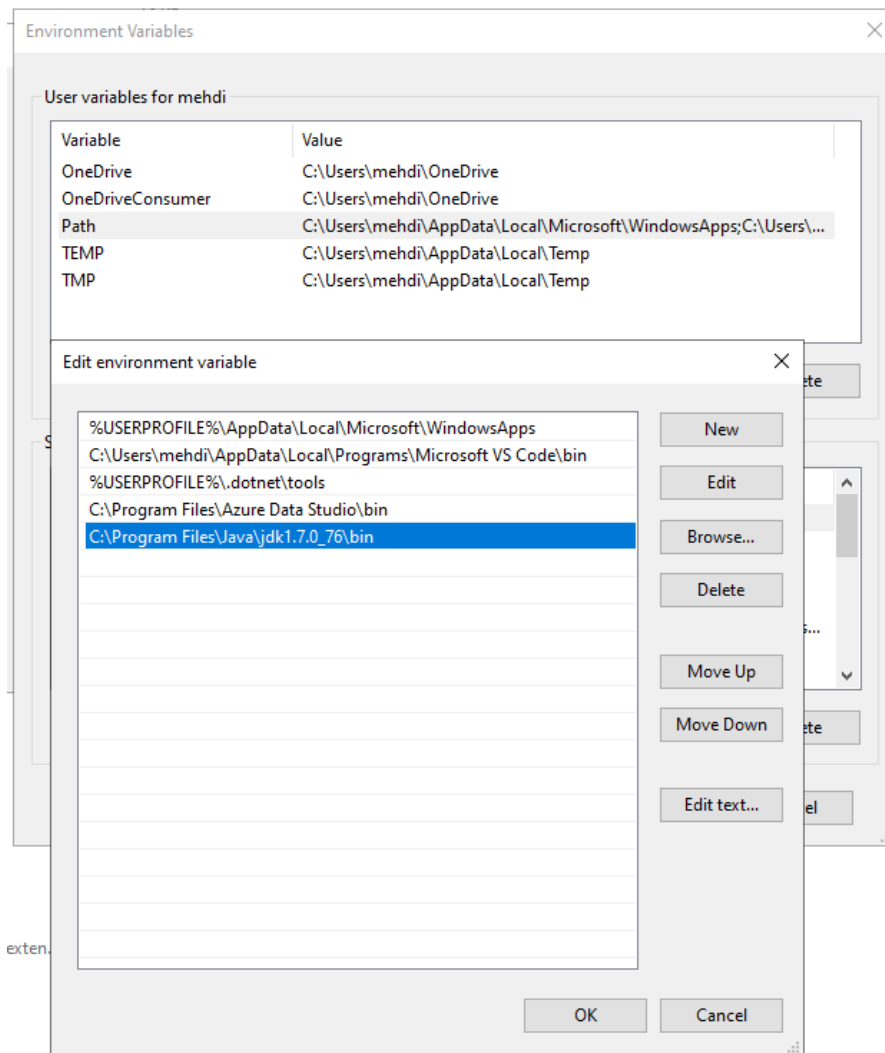 Environment Variables
User variables for mehdi
Variable Value
OneDrive C:\Users\mehdi\OneDrive
OneDriveConsumer C:\Users\mehdi\OneDrive
Path C:\Users\mehdi\AppData\Local\Microsoft\WindowsApps;C:\Users\...
TEMP C:\Users\mehdi\AppData\Local\Temp
TMP C:\Users\mehdi\AppData\Local\Temp
Edit environment variable
%USERPROFILE%\AppData\Local\Microsoft\WindowsApps
C:\Users\mehdi\AppData\Local\Programs\Microsoft VS Code\bin
%USERPROFILE%\.dotnet\tools
C:\Program Files\Azure Data Studio\bin
C:\Program Files\Java\jdk1.7.0_76\bin
New
Edit
Browse...
Delete
Move Up
Move Down
Edit text...
OK
Cancel
exten.